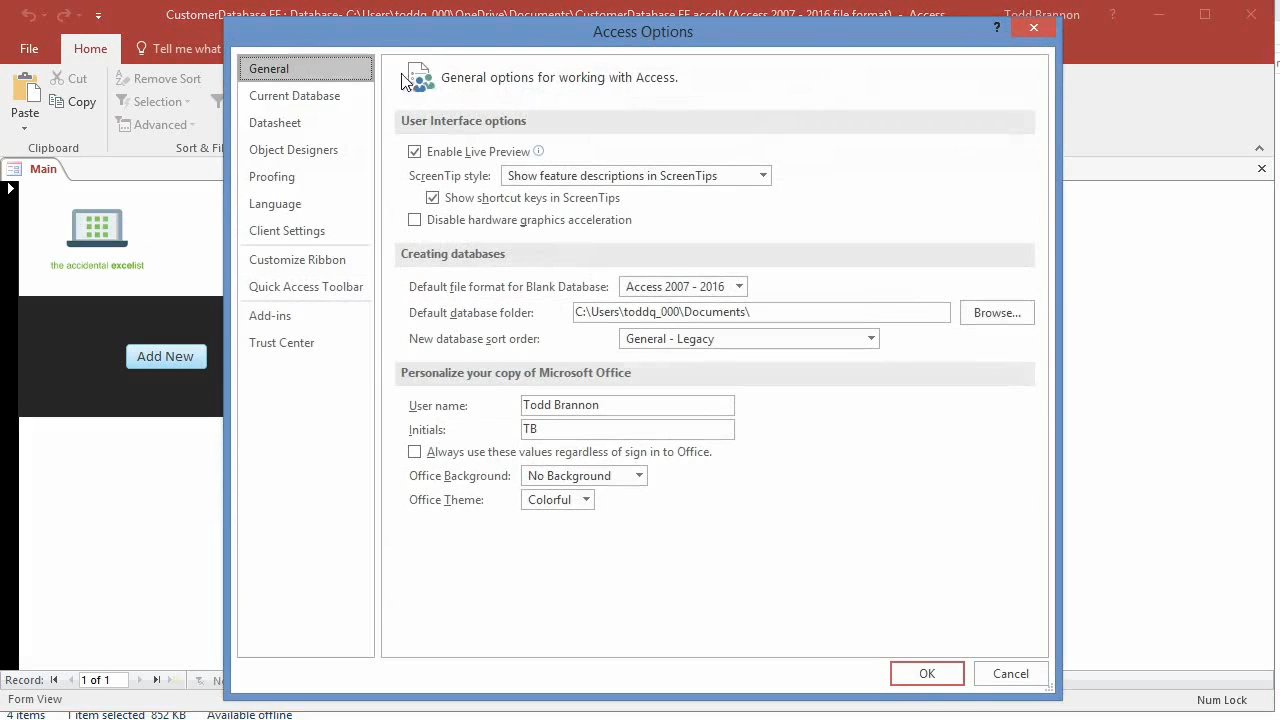 CustomerDatabase FE : Database- C:\Users\toddq_000\OneDrive\Documents\CustomerDatabase FE.accdb (Access 2007 - 2016 file format) - Access
Todd Brannon
?
Access Options
?
File
Home
Tell me what
Cut
Copy
Paste
Clipboard
Remove Sort
Selection
Advanced
Sort & Fil
Main
the accidental excelist
Add New
General
Current Database
Datasheet
Object Designers
Proofing
Language
Client Settings
Customize Ribbon
Quick Access Toolbar
Add-ins
Trust Center
General options for working with Access.
User Interface options
Enable Live Preview
ScreenTip style: Show feature descriptions in ScreenTips
Show shortcut keys in ScreenTips
Disable hardware graphics acceleration
Creating databases
Default file format for Blank Database: Access 2007 - 2016
Default database folder: C:\Users\toddq_000\Documents\ Browse...
New database sort order: General - Legacy
Personalize your copy of Microsoft Office
User name: Todd Brannon
Initials: TB
Always use these values regardless of sign in to Office.
Office Background: No Background
Office Theme: Colorful
OK
Cancel
Record: 1 of 1
Form View
Num Lock
4 items 1 item selected 852 KB Available offline